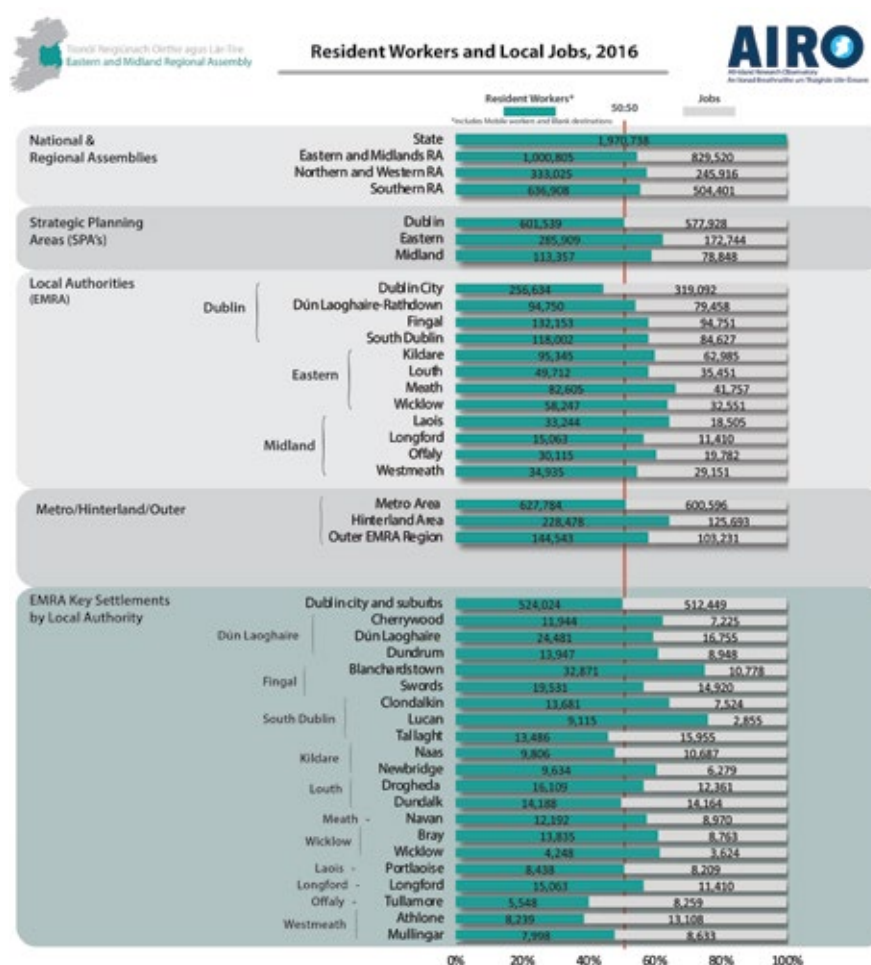 Tionól Réigiúnach Oirthir agus Lár-Tíre
Eastern and Midland Regional Assembly
Resident Workers and Local Jobs, 2016
AIRO
All-Island Research Observatory
Resident Workers* 50:50 Jobs
*Includes Mobile workers and Blank destinations
National &
Regional Assemblies
State 1,970,738
Eastern and Midlands RA 1,000,805 829,520
Northern and Western RA 333,025 245,916
Southern RA 636,908 504,401
Strategic Planning
Areas (SPA's)
Dublin 601,539 577,928
Eastern 285,909 172,744
Midland 113,357 78,848
Local Authorities
(EMRA)
Dublin
Dublin City 256,634 319,092
Dún Laoghaire-Rathdown 94,750 79,458
Fingal 132,153 94,751
South Dublin 118,002 84,627
Eastern
Kildare 95,345 62,985
Louth 49,712 35,451
Meath 82,605 41,757
Wicklow 58,247 32,551
Midland
Laois 33,244 18,505
Longford 15,063 11,410
Offaly 30,115 19,782
Westmeath 34,935 29,151
Metro/Hinterland/Outer
Metro Area 627,784 600,596
Hinterland Area 228,478 125,693
Outer EMRA Region 144,543 103,231
EMRA Key Settlements
by Local Authority
Dublin city and suburbs 524,024 512,449
Dún Laoghaire
Cherrywood 11,944 7,225
Dún Laoghaire 24,481 16,755
Dundrum 13,947 8,948
Fingal
Blanchardstown 32,871 10,778
Swords 19,531 14,920
South Dublin
Clondalkin 13,681 7,524
Lucan 9,115 2,855
Tallaght 13,486 15,955
Kildare
Naas 9,806 10,687
Newbridge 9,634 6,279
Louth
Drogheda 16,109 12,361
Dundalk 14,188 14,164
Meath - Navan 12,192 8,970
Wicklow
Bray 13,835 8,763
Wicklow 4,248 3,624
Laois - Portlaoise 8,438 8,209
Longford - Longford 15,063 11,410
Offaly - Tullamore 5,548 8,259
Westmeath
Athlone 8,239 13,108
Mullingar 7,998 8,633
0% 20% 40% 60% 80% 100%